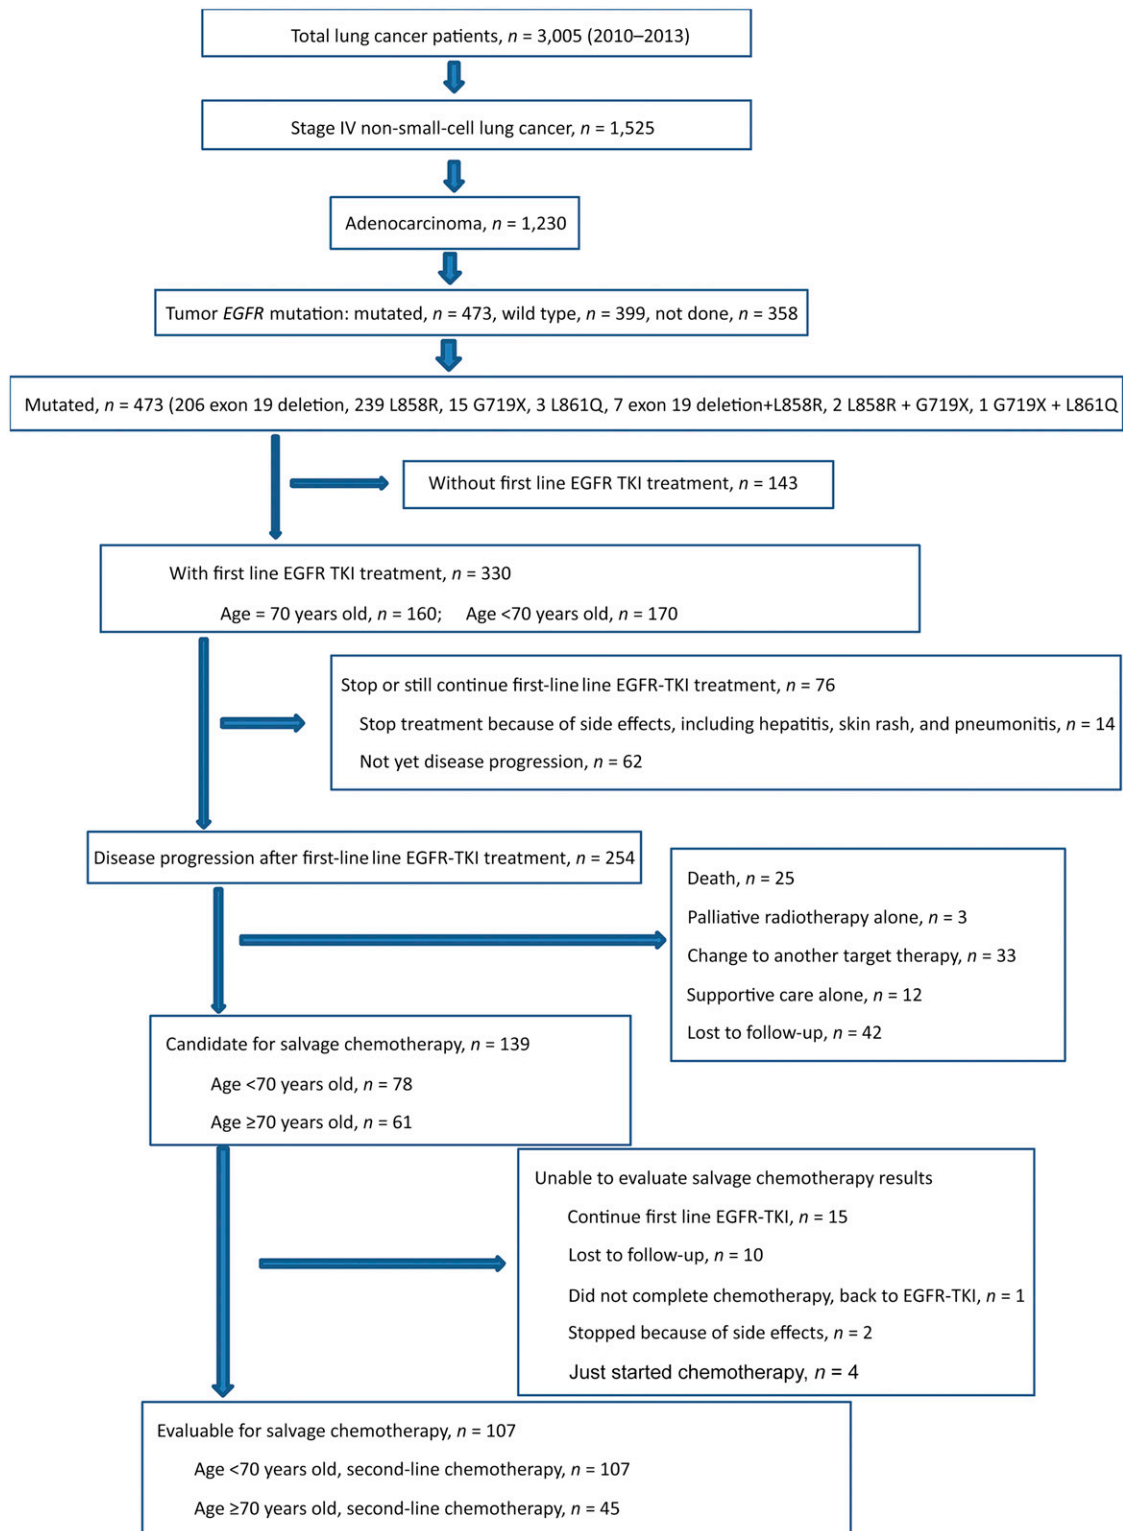 Total lung cancer patients, n = 3,005 (2010–2013)
Stage IV non-small-cell lung cancer, n = 1,525
Adenocarcinoma, n = 1,230
Tumor EGFR mutation: mutated, n = 473, wild type, n = 399, not done, n = 358
Mutated, n = 473 (206 exon 19 deletion, 239 L858R, 15 G719X, 3 L861Q, 7 exon 19 deletion+L858R, 2 L858R + G719X, 1 G719X + L861Q
Without first line EGFR TKI treatment, n = 143
With first line EGFR TKI treatment, n = 330
Age = 70 years old, n = 160; Age <70 years old, n = 170
Stop or still continue first-line line EGFR-TKI treatment, n = 76
Stop treatment because of side effects, including hepatitis, skin rash, and pneumonitis, n = 14
Not yet disease progression, n = 62
Disease progression after first-line line EGFR-TKI treatment, n = 254
Death, n = 25
Palliative radiotherapy alone, n = 3
Change to another target therapy, n = 33
Supportive care alone, n = 12
Lost to follow-up, n = 42
Candidate for salvage chemotherapy, n = 139
Age <70 years old, n = 78
Age ≥70 years old, n = 61
Unable to evaluate salvage chemotherapy results
Continue first line EGFR-TKI, n = 15
Lost to follow-up, n = 10
Did not complete chemotherapy, back to EGFR-TKI, n = 1
Stopped because of side effects, n = 2
Just started chemotherapy, n = 4
Evaluable for salvage chemotherapy, n = 107
Age <70 years old, second-line chemotherapy, n = 107
Age ≥70 years old, second-line chemotherapy, n = 45